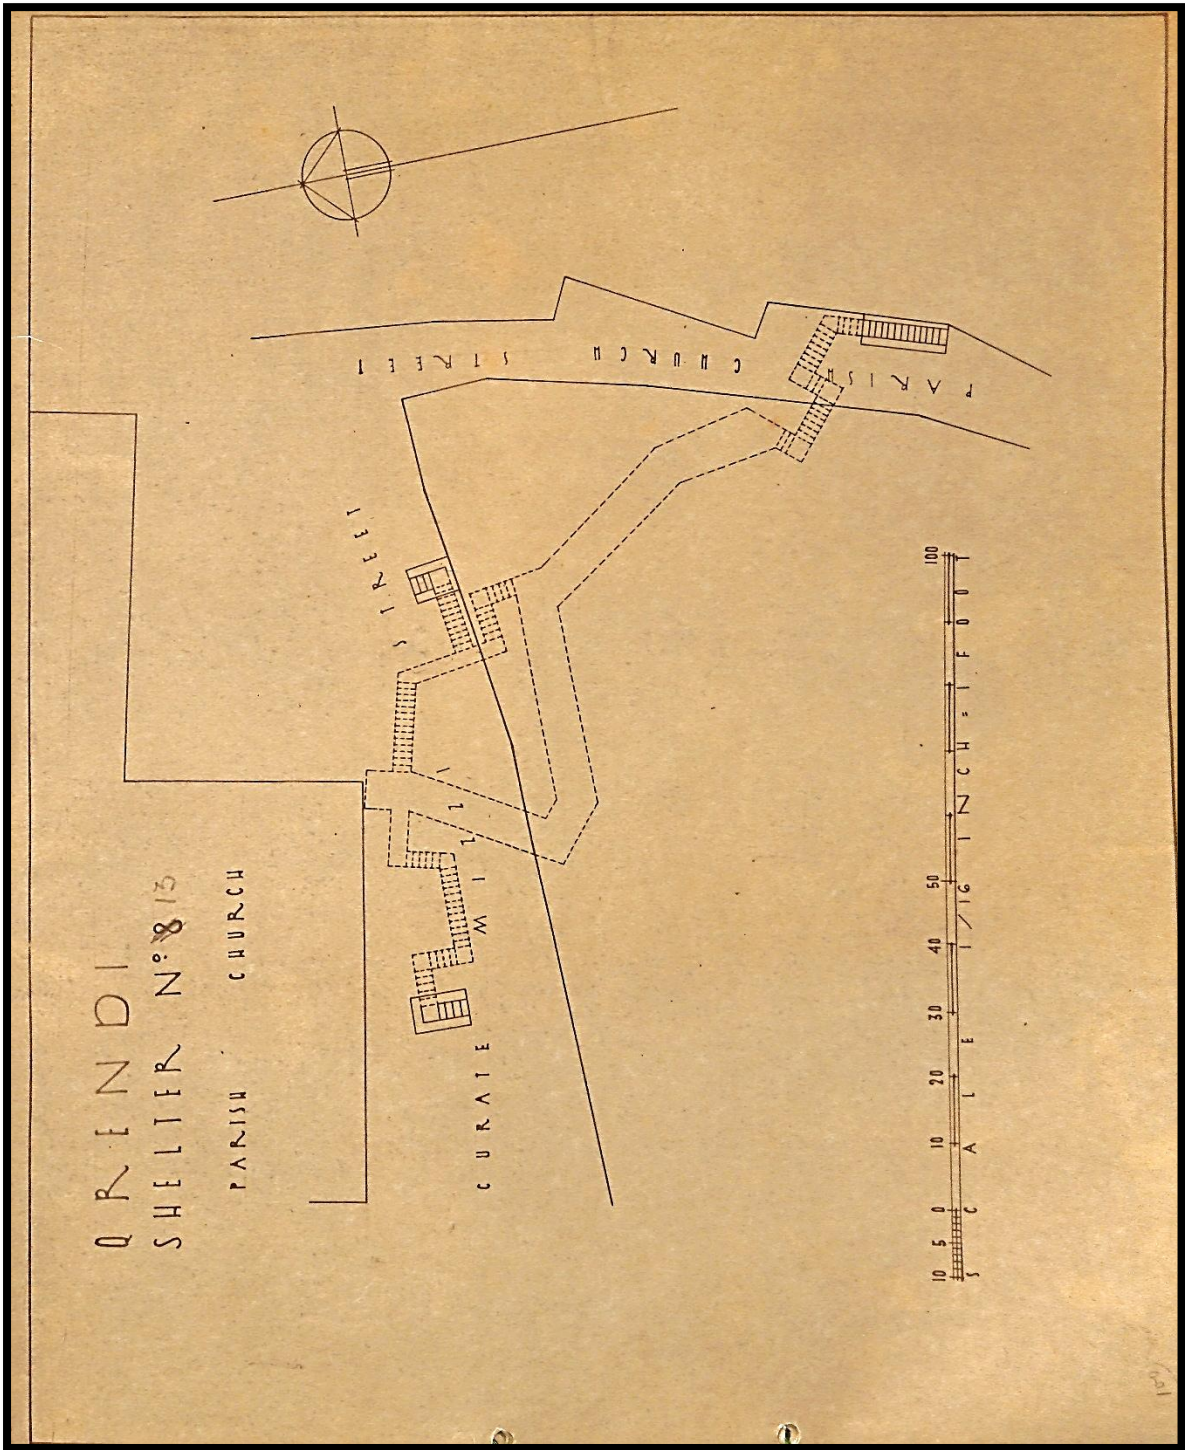 QRENDI
SHELTER Nº 8 13
PARISH CHURCH
CURATE MIZZI STREET
PARISH CHURCH STREET
10 5 0 10 20 30 40 50 100
SCALE 1/16 INCH = 1 FOOT